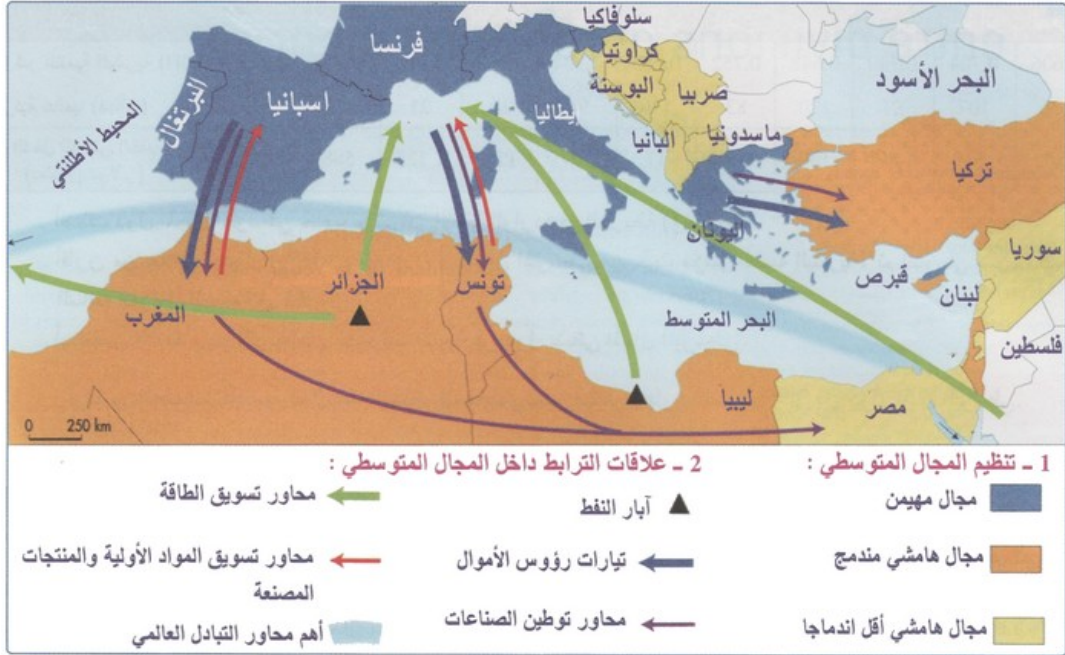 سلوفاكيا
فرنسا
كراوتيا
البوسنة
صربيا
البحر الأسود
البرتغال
اسبانيا
إيطاليا
المحيط الأطلنتي
ماسدونيا
البانيا
تركيا
اليونان
سوريا
قبرص
لبنان
تونس
الجزائر
المغرب
البحر المتوسط
فلسطين
ليبيا
مصر
0 250 km
1 ـ تنظيم المجال المتوسطي :
مجال مهيمن
مجال هامشي مندمج
مجال هامشي أقل اندماجا
2 ـ علاقات الترابط داخل المجال المتوسطي :
آبار النفط
تيارات رؤوس الأموال
محاور توطين الصناعات
محاور تسويق الطاقة
محاور تسويق المواد الأولية والمنتجات
المصنعة
أهم محاور التبادل العالمي